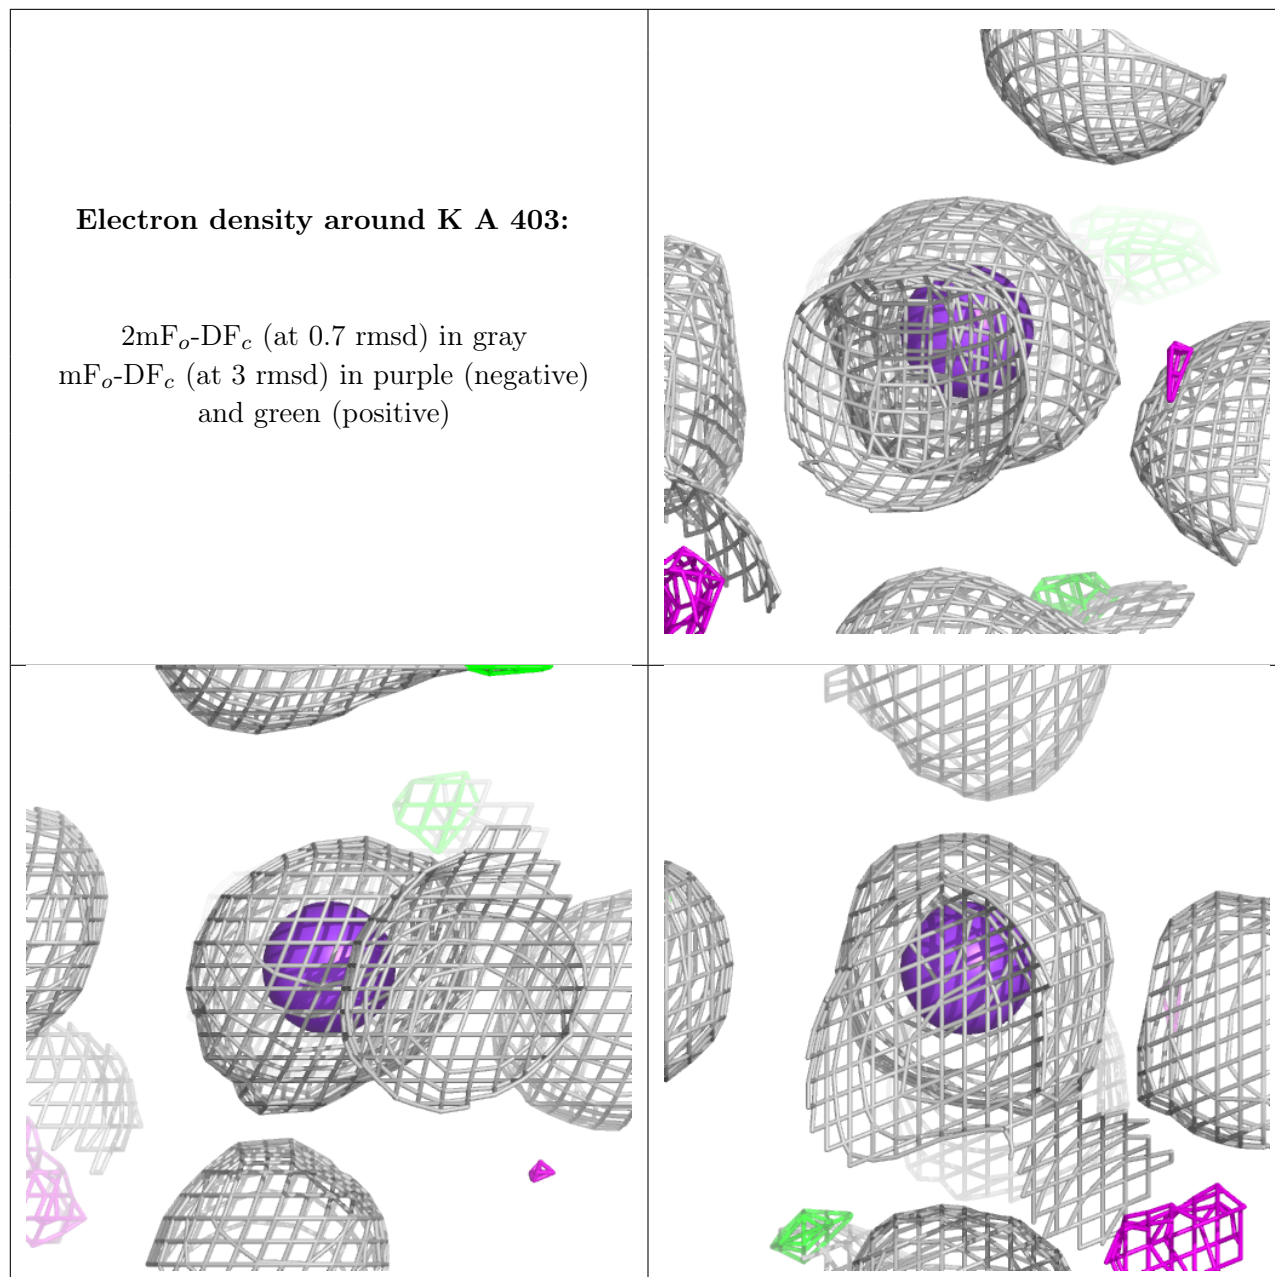 Electron density around K A 403:
2mFₒ-DF𝒸 (at 0.7 rmsd) in gray
mFₒ-DF𝒸 (at 3 rmsd) in purple (negative)
and green (positive)